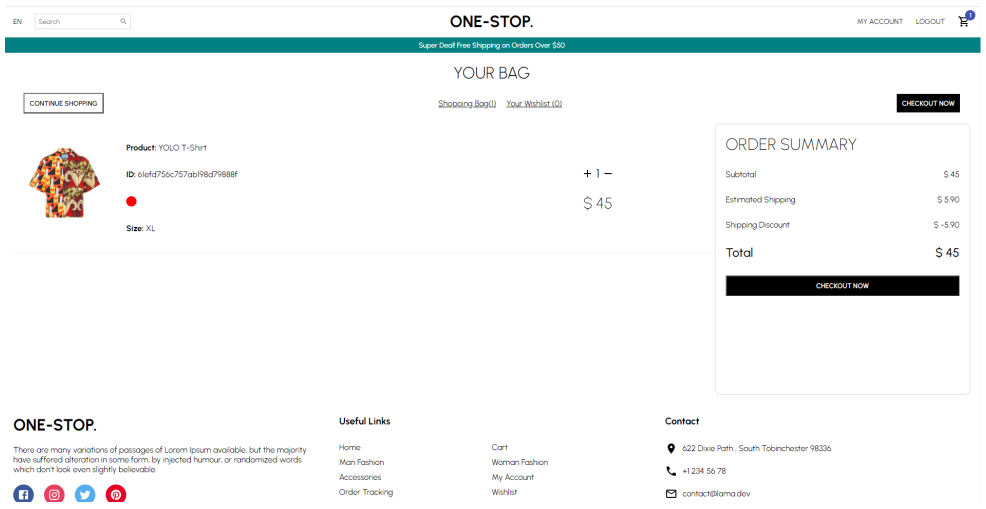 EN
Search
ONE-STOP.
MY ACCOUNT
LOGOUT
1
Super Deal! Free Shipping on Orders Over $50
YOUR BAG
CONTINUE SHOPPING
Shopping Bag(1)
Your Wishlist (0)
CHECKOUT NOW
Product: YOLO T-Shirt
ID: 61efd756c757ab198d79888f
Size: XL
+ 1 −
$ 45
ORDER SUMMARY
Subtotal $ 45
Estimated Shipping $ 5.90
Shipping Discount $ -5.90
Total $ 45
CHECKOUT NOW
ONE-STOP.
There are many variations of passages of Lorem Ipsum available, but the majority
have suffered alteration in some form, by injected humour, or randomized words
which don't look even slightly believable.
Useful Links
Home
Cart
Man Fashion
Woman Fashion
Accessories
My Account
Order Tracking
Wishlist
Contact
622 Dixie Path , South Tobinchester 98336
+1 234 56 78
contact@lama.dev